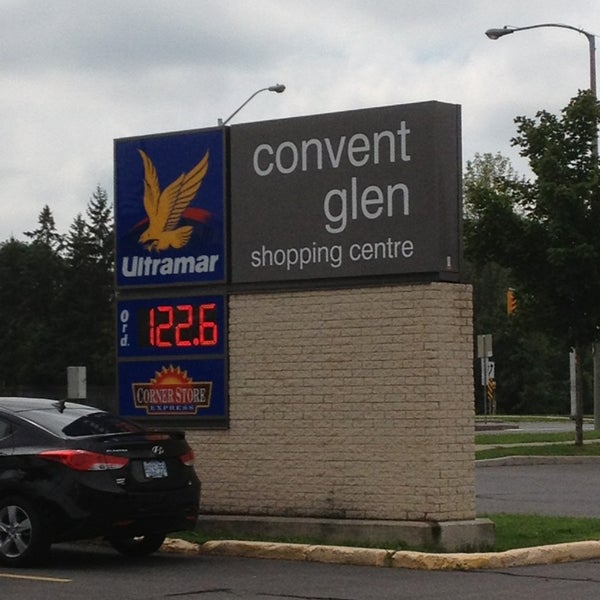 convent
glen
shopping centre
Ultramar
Ord.
122.6
CORNER STORE
EXPRESS